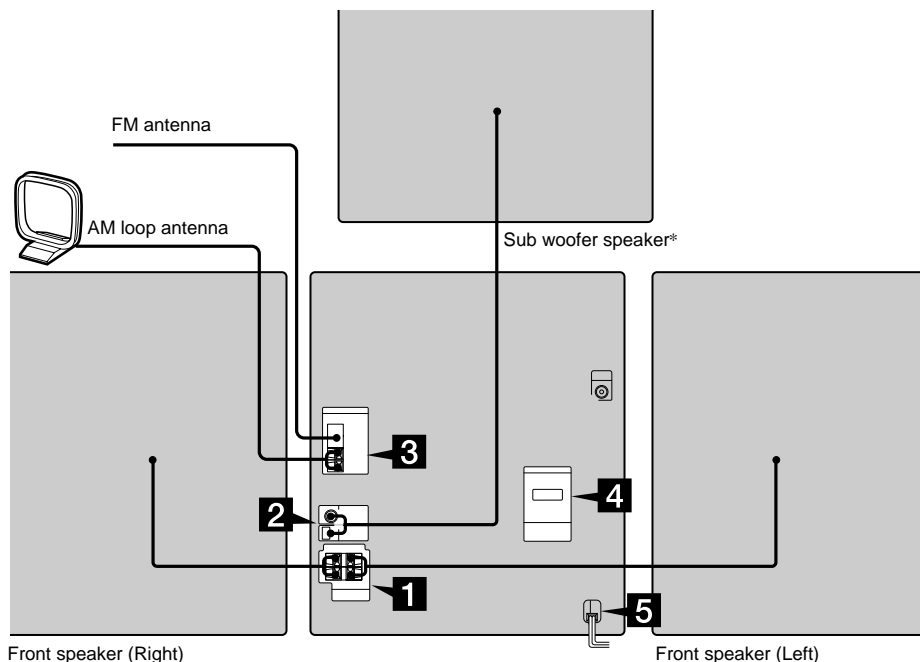 FM antenna
AM loop antenna
Sub woofer speaker*
3
2
4
1
5
Front speaker (Right)
Front speaker (Left)